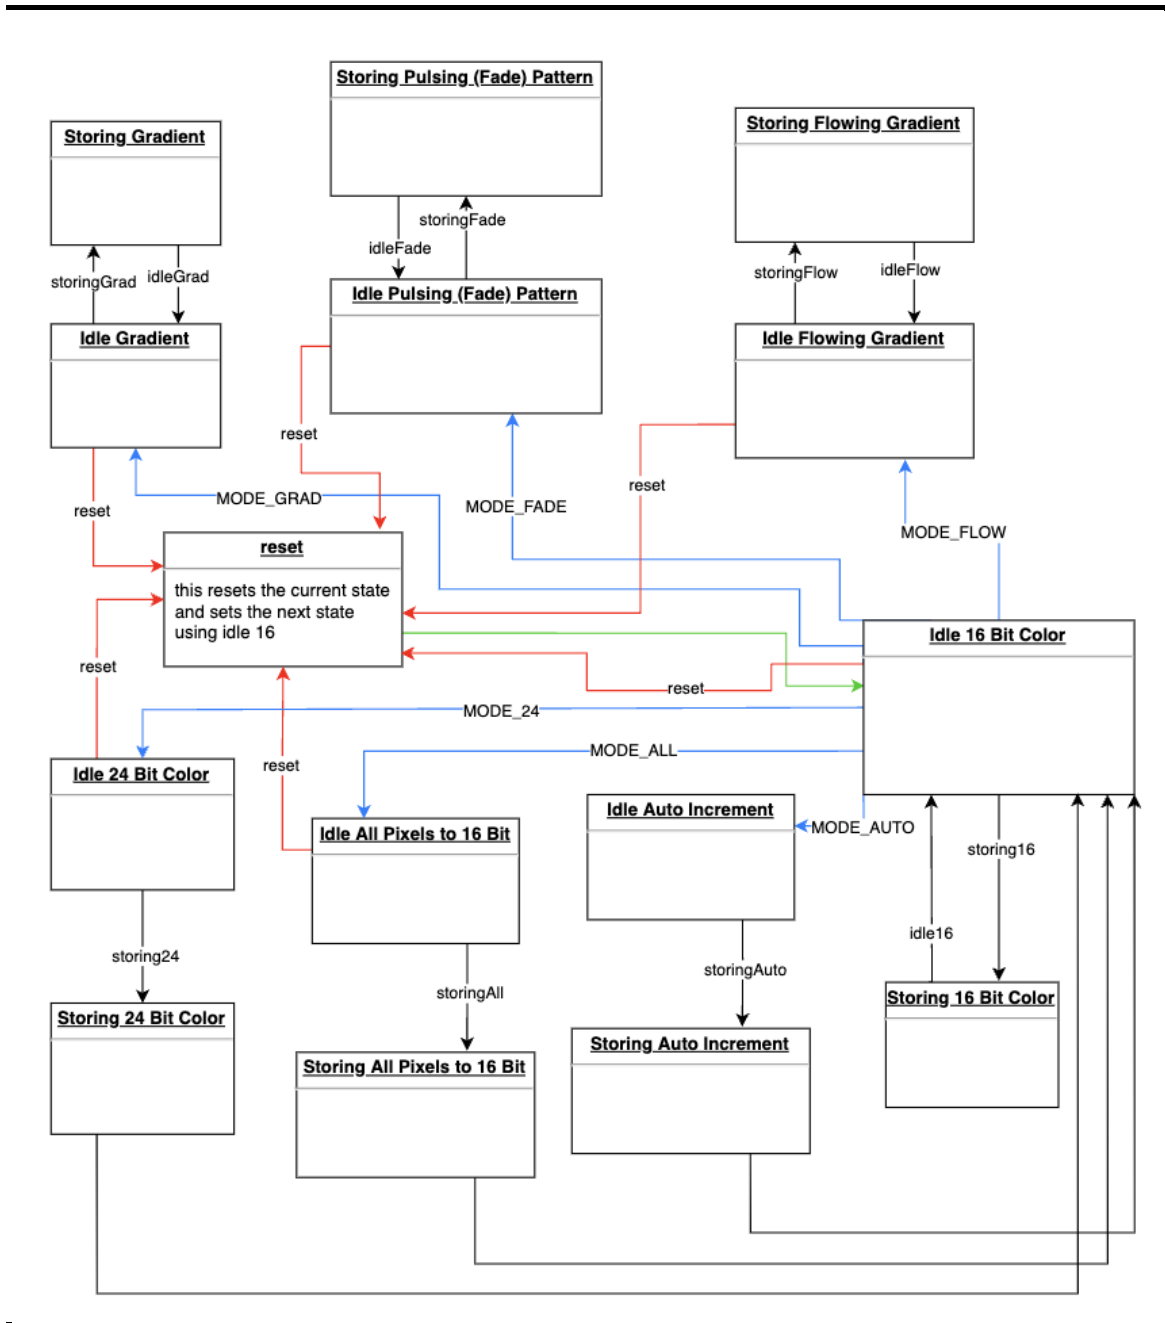 Storing Pulsing (Fade) Pattern
Storing Gradient
Storing Flowing Gradient
storingFade
idleFade
storingGrad
idleGrad
storingFlow
idleFlow
Idle Pulsing (Fade) Pattern
Idle Gradient
Idle Flowing Gradient
reset
reset
reset
MODE_GRAD
MODE_FADE
MODE_FLOW
reset
this resets the current state
and sets the next state
using idle 16
Idle 16 Bit Color
reset
reset
MODE_24
MODE_ALL
reset
Idle 24 Bit Color
Idle All Pixels to 16 Bit
Idle Auto Increment
MODE_AUTO
storing16
idle16
storing24
storingAll
storingAuto
Storing 16 Bit Color
Storing 24 Bit Color
Storing Auto Increment
Storing All Pixels to 16 Bit